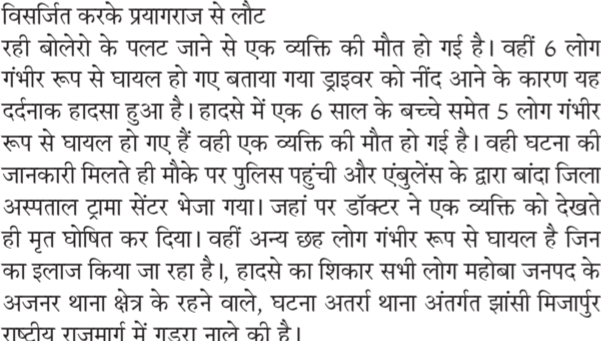 विसर्जित करके प्रयागराज से लौट
रही बोलेरो के पलट जाने से एक व्यक्ति की मौत हो गई है। वहीं 6 लोग
गंभीर रूप से घायल हो गए बताया गया ड्राइवर को नींद आने के कारण यह
दर्दनाक हादसा हुआ है। हादसे में एक 6 साल के बच्चे समेत 5 लोग गंभीर
रूप से घायल हो गए हैं वही एक व्यक्ति की मौत हो गई है। वही घटना की
जानकारी मिलते ही मौके पर पुलिस पहुंची और एंबुलेंस के द्वारा बांदा जिला
अस्पताल ट्रामा सेंटर भेजा गया। जहां पर डॉक्टर ने एक व्यक्ति को देखते
ही मृत घोषित कर दिया। वहीं अन्य छह लोग गंभीर रूप से घायल है जिन
का इलाज किया जा रहा है।, हादसे का शिकार सभी लोग महोबा जनपद के
अजनर थाना क्षेत्र के रहने वाले, घटना अतर्रा थाना अंतर्गत झांसी मिजार्पुर
राष्ट्रीय राजमार्ग में गडरा नाले की है।